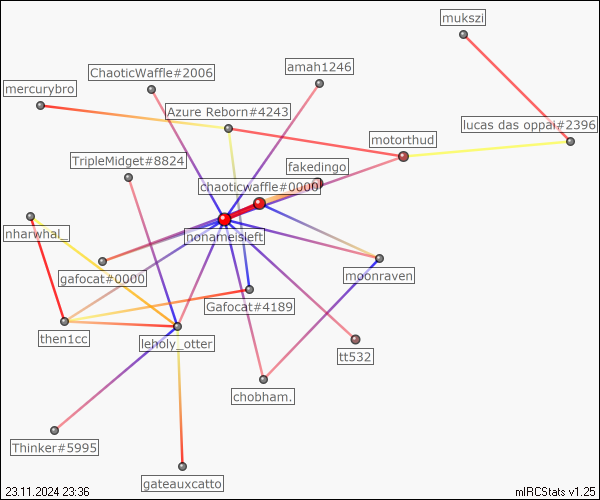 mukszi
amah1246
ChaoticWaffle#2006
mercurybro
Azure Reborn#4243
lucas das oppai#2396
motorthud
TripleMidget#8824
fakedingo
chaoticwaffle#0000
nharwhal_
nonameisleft
gafocat#0000
moonraven
Gafocat#4189
then1cc
leholy_otter
tt532
chobham.
Thinker#5995
gateauxcatto
23.11.2024 23:36
mIRCStats v1.25